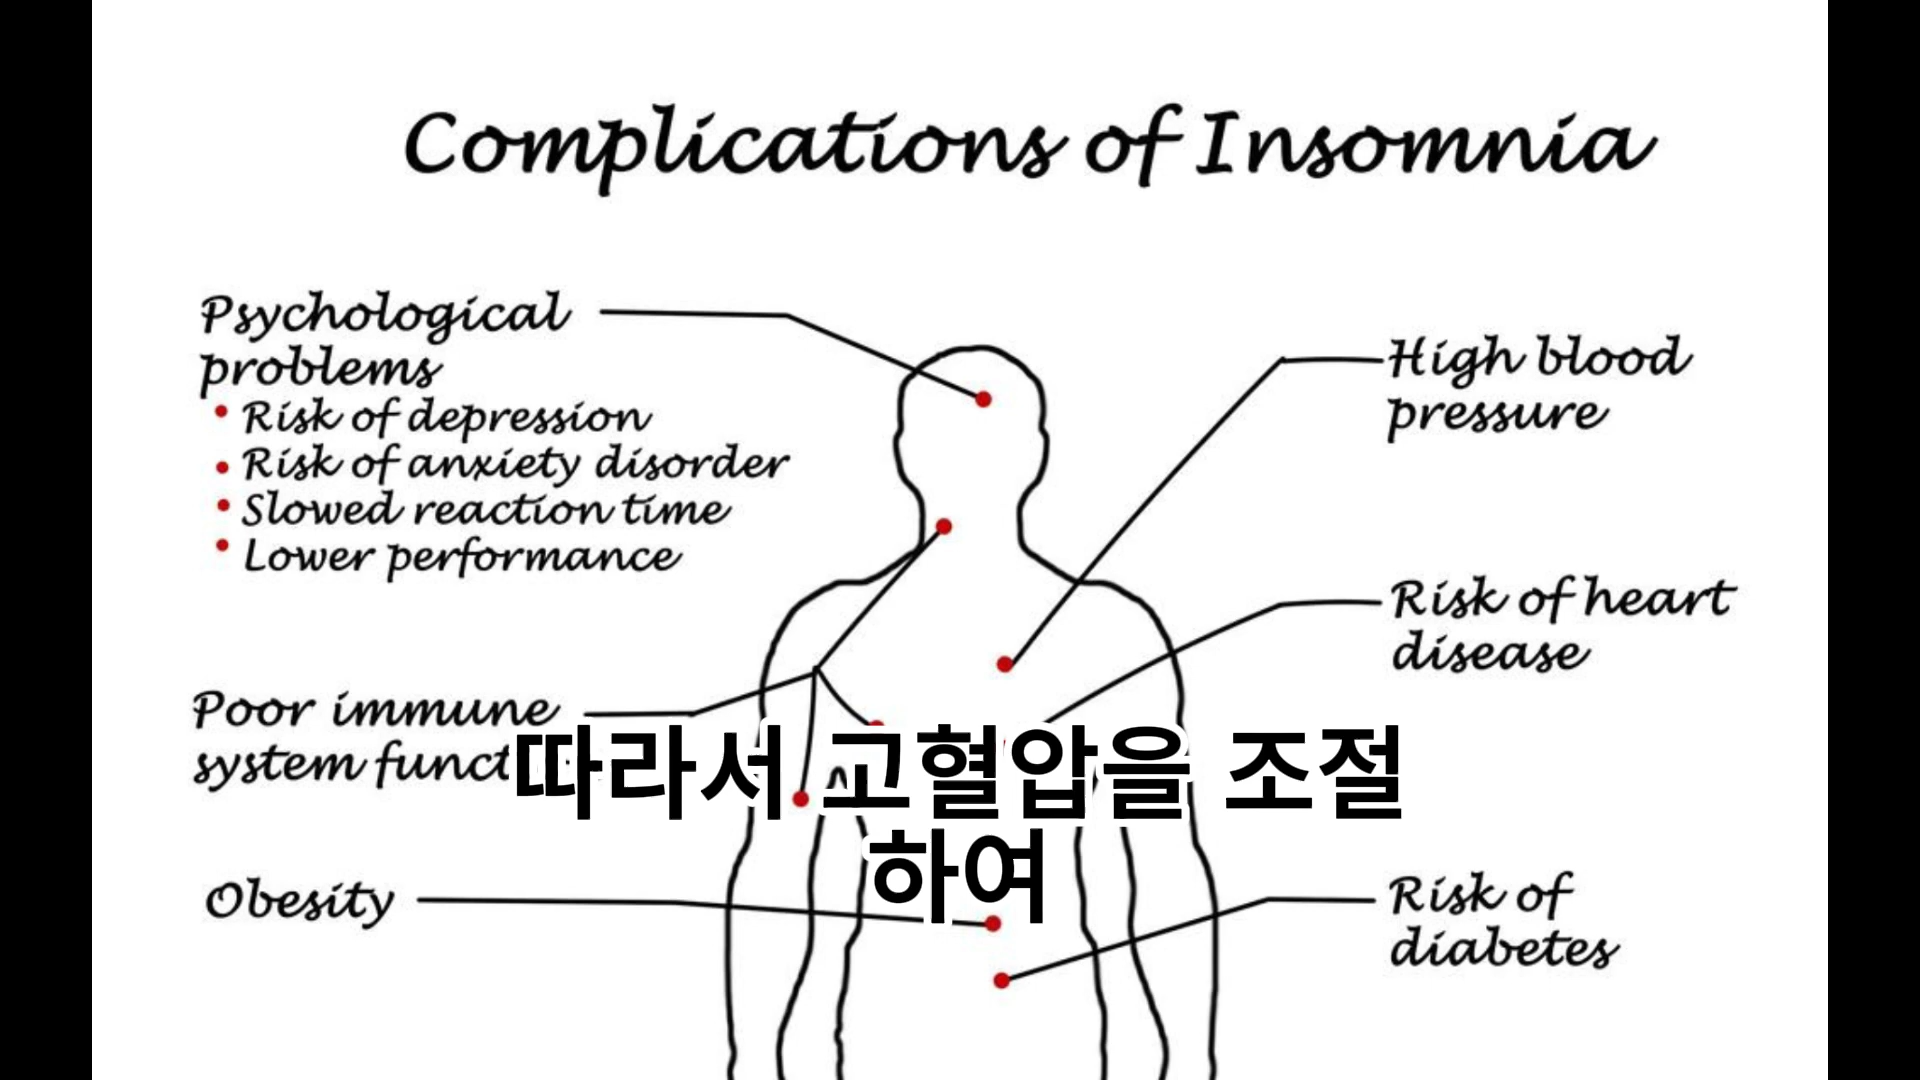 Complications of Insomnia
Psychological
problems
Risk of depression
Risk of anxiety disorder
Slowed reaction time
Lower performance
High blood
pressure
Risk of heart
disease
Poor immune
system
따라서 고혈압을 조절
하여
Obesity
Risk of
diabetes